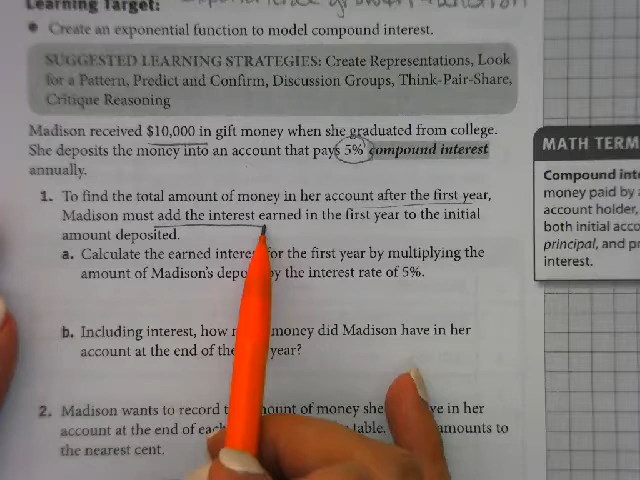 Learning Target:
• Create an exponential function to model compound interest.
SUGGESTED LEARNING STRATEGIES: Create Representations, Look
for a Pattern, Predict and Confirm, Discussion Groups, Think-Pair-Share,
Critique Reasoning
Madison received $10,000 in gift money when she graduated from college.
She deposits the money into an account that pays 5% compound interest
annually.
1. To find the total amount of money in her account after the first year,
Madison must add the interest earned in the first year to the initial
amount deposited.
a. Calculate the earned interest for the first year by multiplying the
amount of Madison's depo by the interest rate of 5%.
b. Including interest, how money did Madison have in her
account at the end of the year?
2. Madison wants to record ount of money she ve in her
account at the end of eac table. amounts to
the nearest cent.
MATH TERM
Compound inte
money paid by a
account holder,
both initial acco
principal, and p
interest.